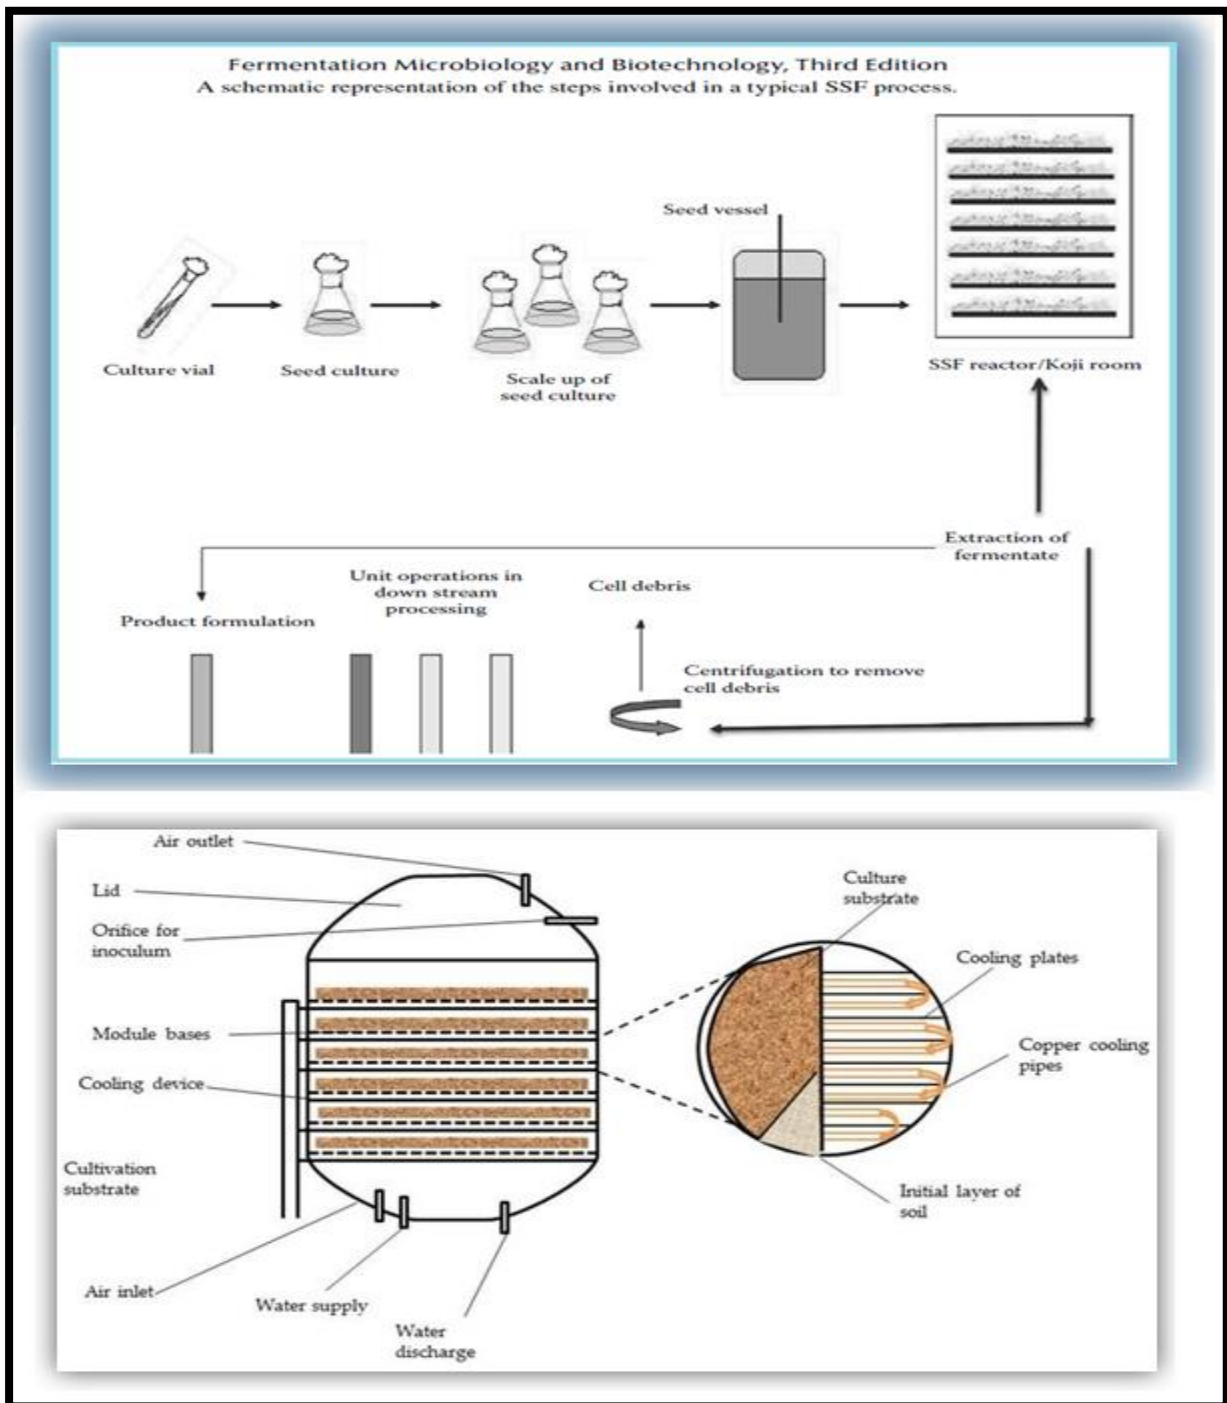 Fermentation Microbiology and Biotechnology, Third Edition
A schematic representation of the steps involved in a typical SSF process.
Seed vessel
Culture vial
Seed culture
Scale up of
seed culture
SSF reactor/Koji room
Extraction of
fermentate
Unit operations in
down stream
processing
Cell debris
Product formulation
Centrifugation to remove
cell debris
Air outlet
Lid
Orifice for
inoculum
Module bases
Cooling device
Cultivation
substrate
Air inlet
Water supply
Water
discharge
Culture
substrate
Cooling plates
Copper cooling
pipes
Initial layer of
soil